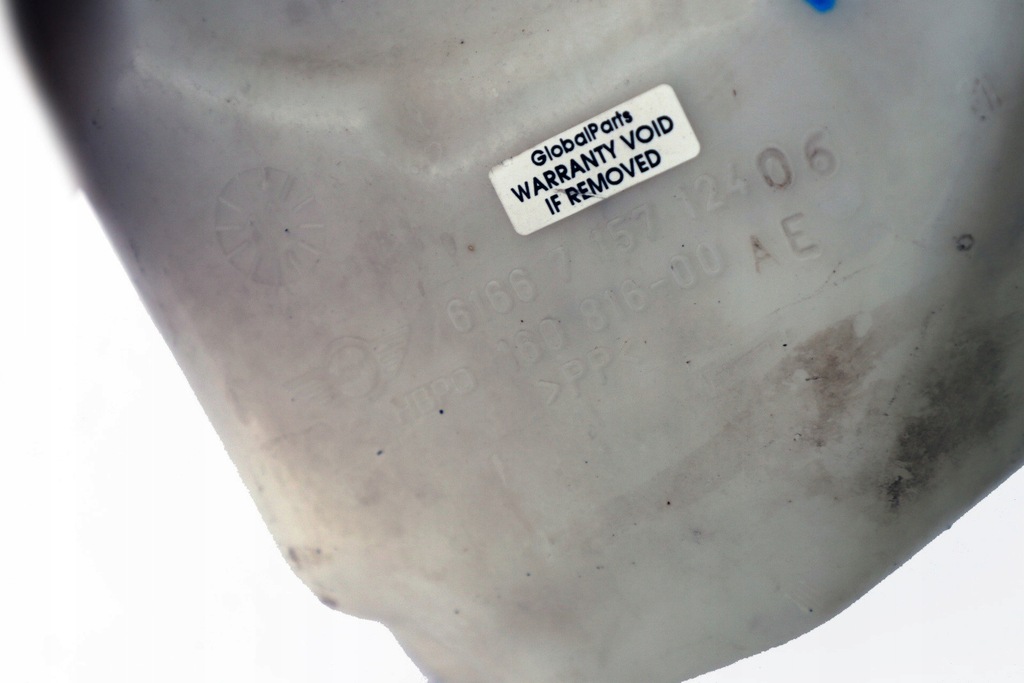 GlobalParts
WARRANTY VOID
IF REMOVED
6166 7 157 124 06
160 816-00 AE
>PP<